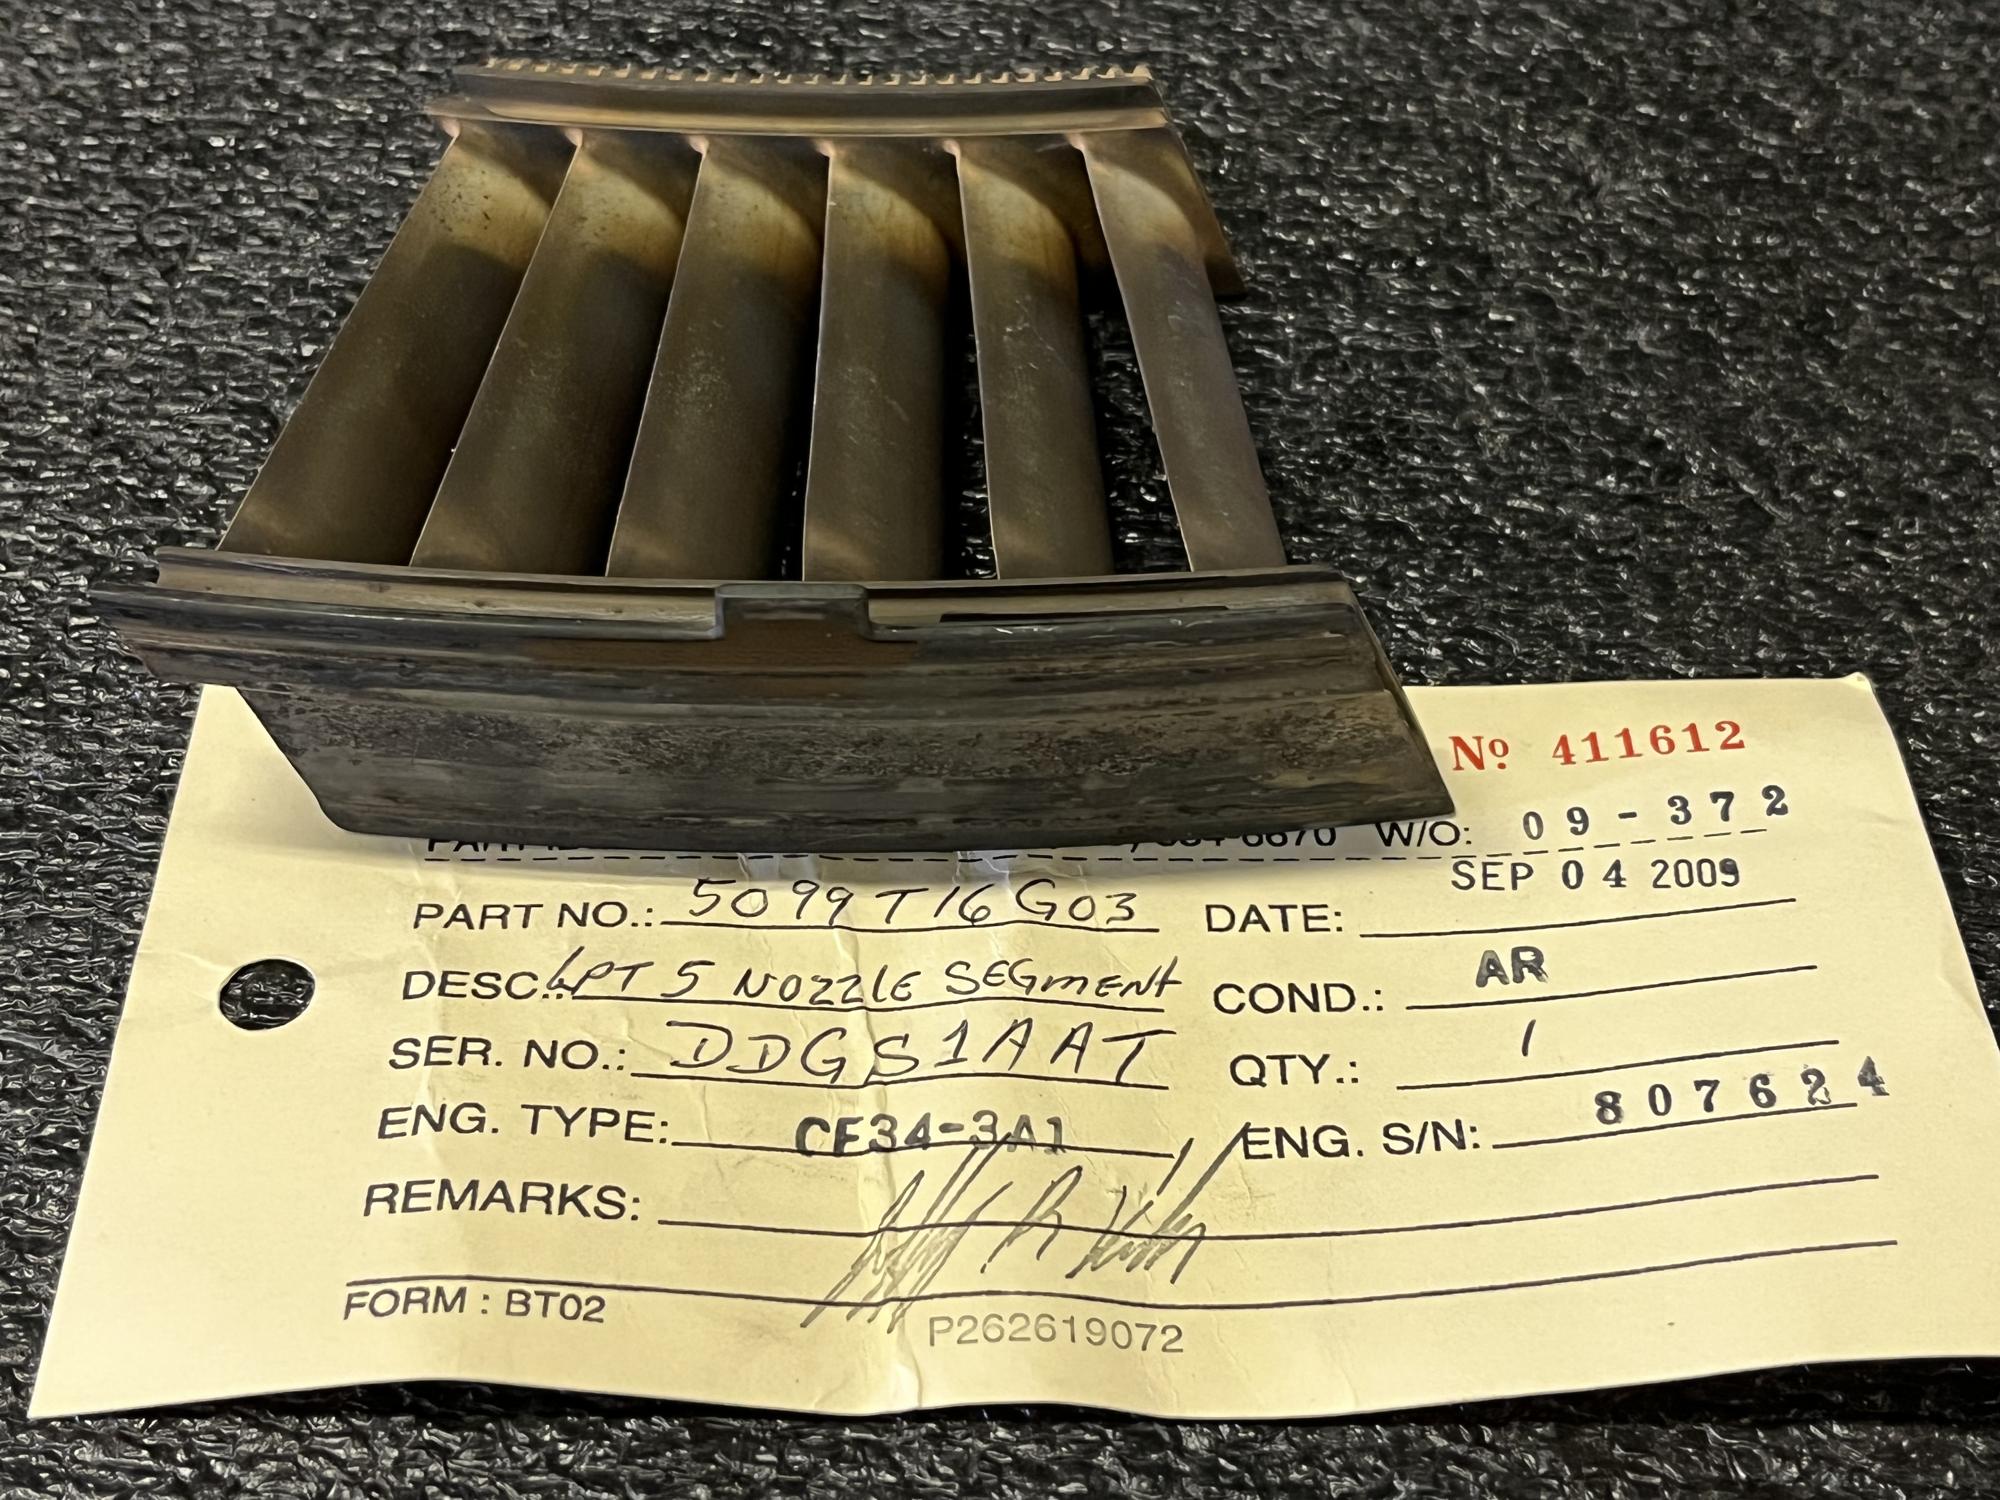 Nº 411612
6670 W/O: 09-372
PART NO.: 5099T16G03 DATE: SEP 04 2009
DESC.: LPT 5 NOZZLE SEGMENT COND.: AR
SER. NO.: DDGS1AAT QTY.: 1
ENG. TYPE: CF34-3A1 ENG. S/N: 807624
REMARKS:
FORM : BT02
P262619072